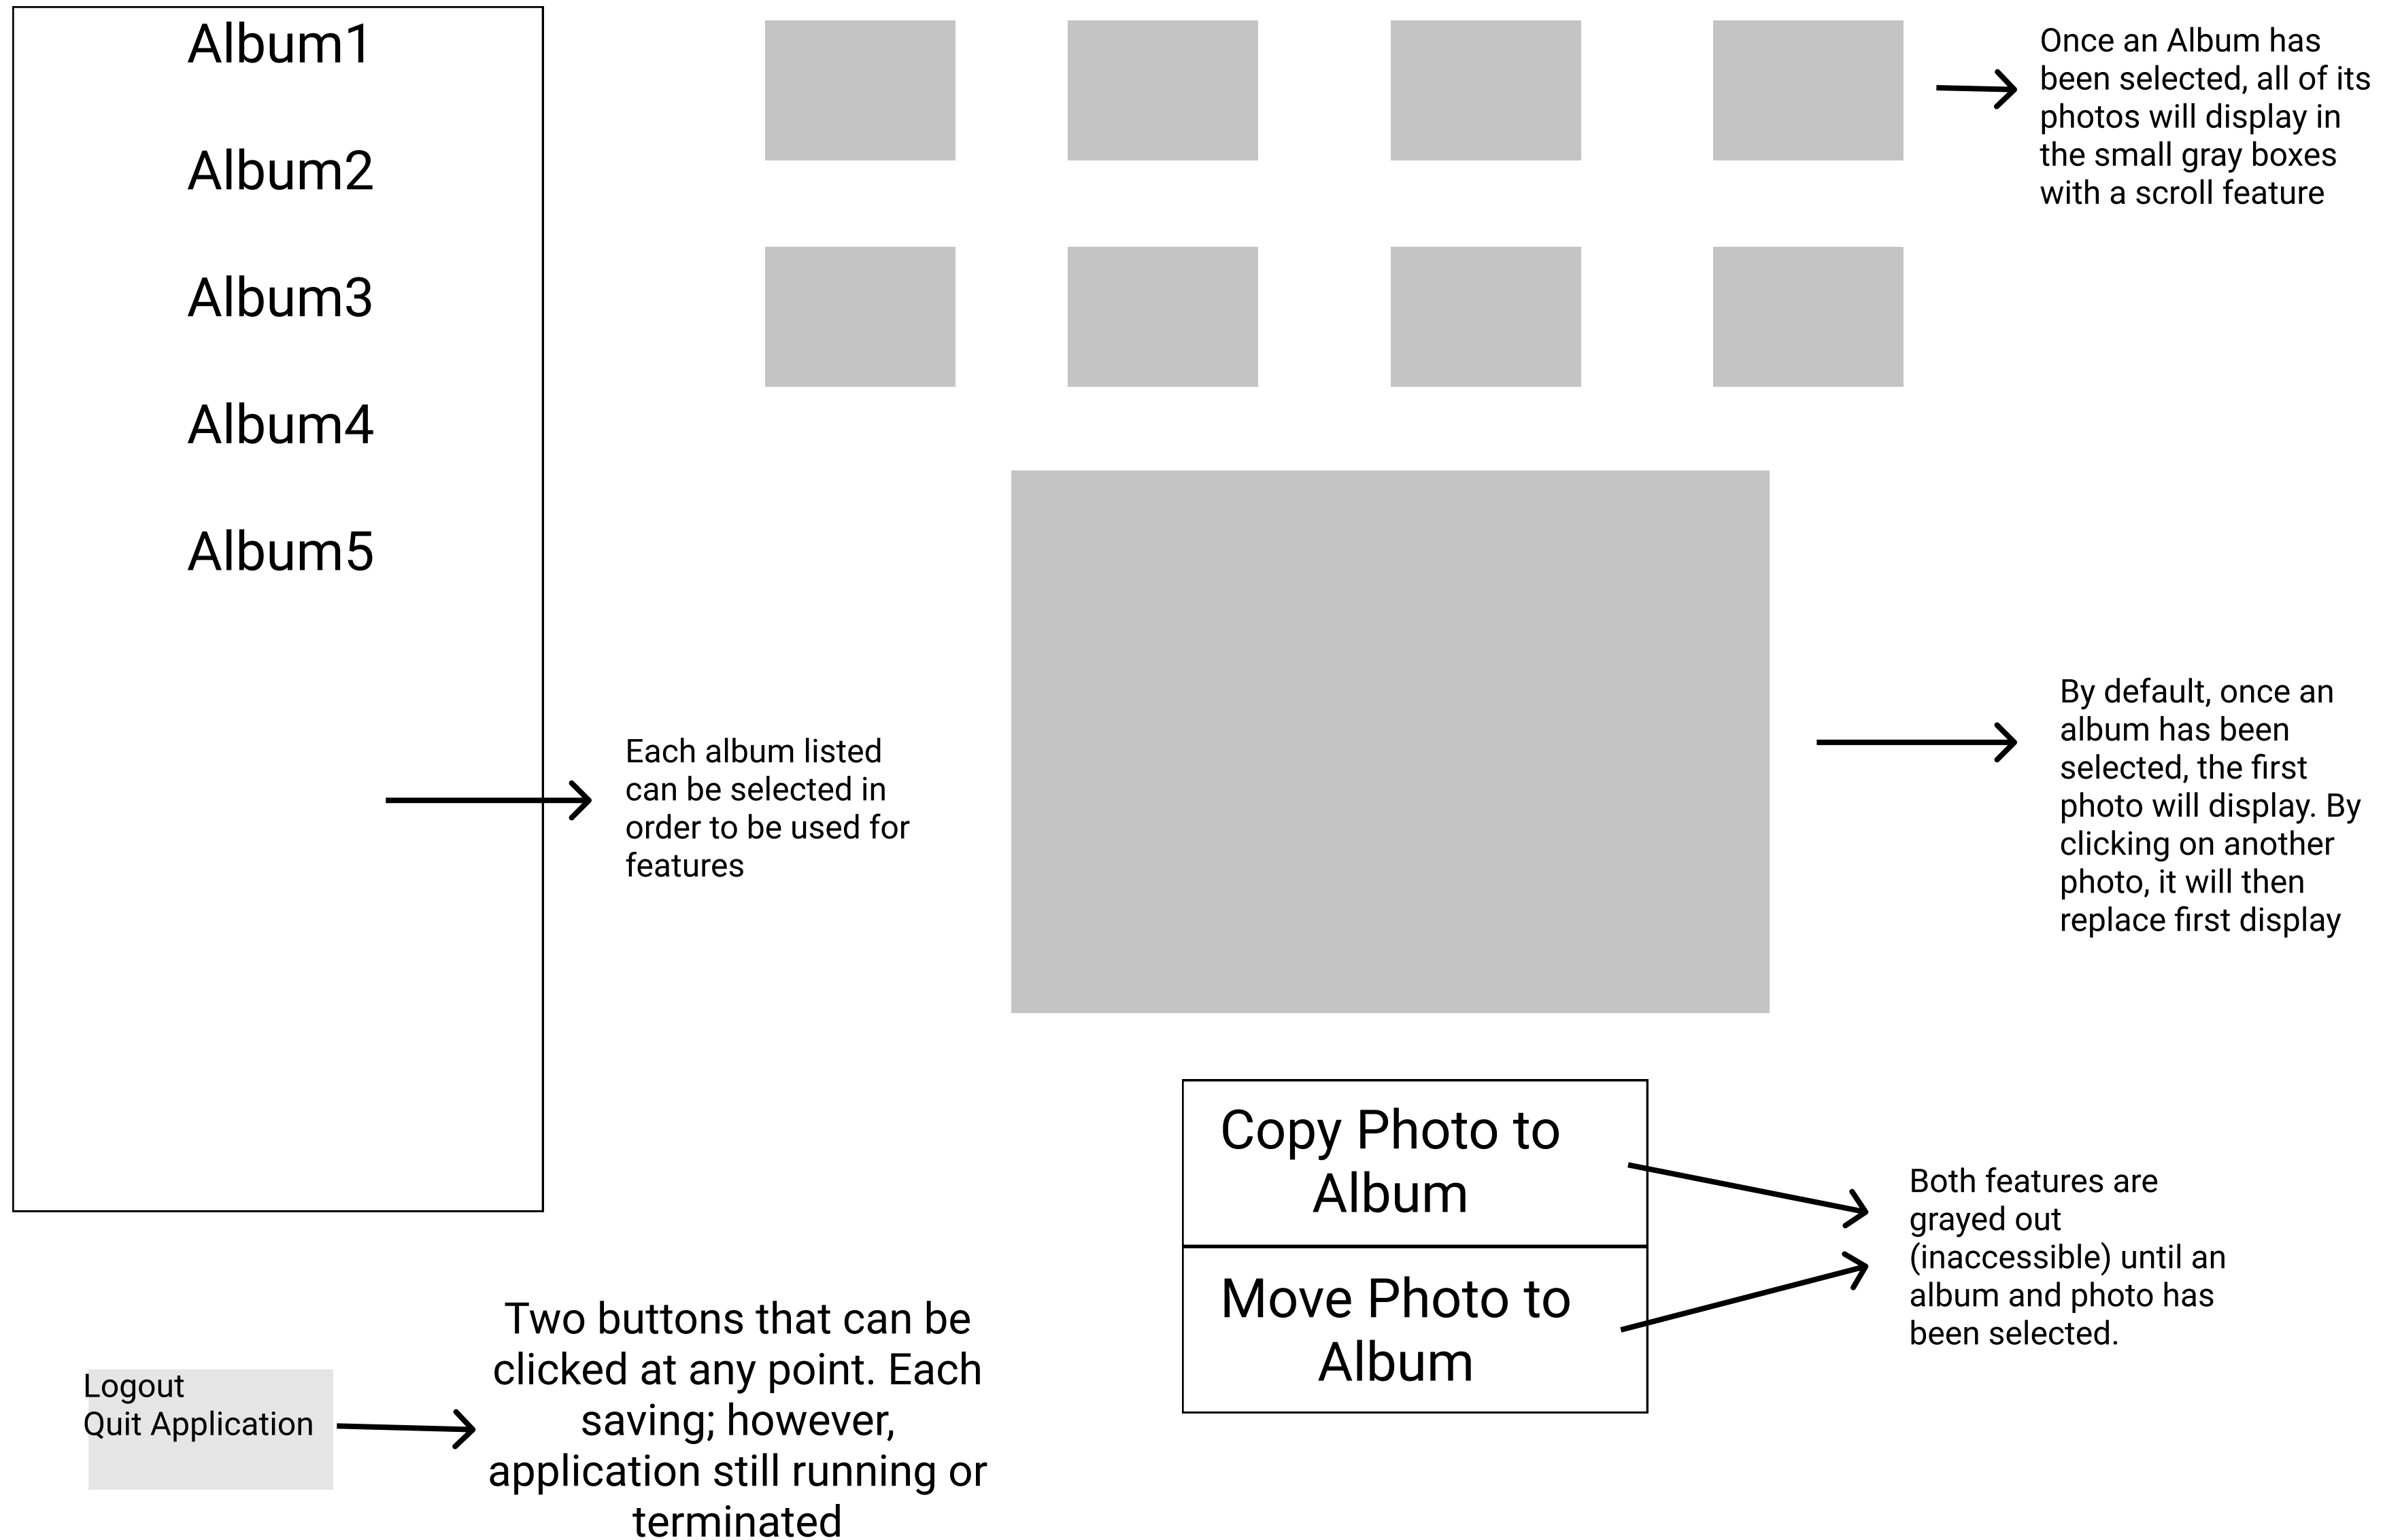 Album1
Album2
Album3
Album4
Album5
Once an Album has
been selected, all of its
photos will display in
the small gray boxes
with a scroll feature
Each album listed
can be selected in
order to be used for
features
By default, once an
album has been
selected, the first
photo will display. By
clicking on another
photo, it will then
replace first display
Copy Photo to
Album
Move Photo to
Album
Both features are
grayed out
(inaccessible) until an
album and photo has
been selected.
Logout
Quit Application
Two buttons that can be
clicked at any point. Each
saving; however,
application still running or
terminated